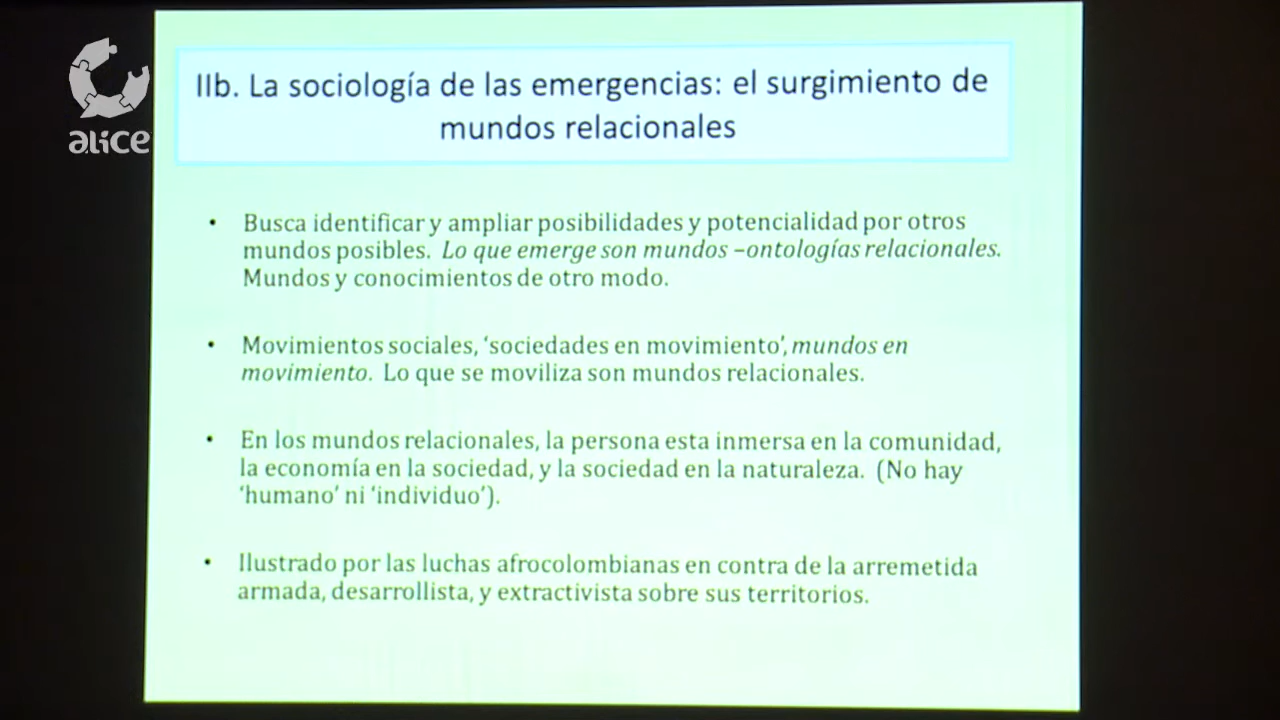 alice
IIb. La sociología de las emergencias: el surgimiento de
mundos relacionales
• Busca identificar y ampliar posibilidades y potencialidad por otros
mundos posibles. Lo que emerge son mundos –ontologías relacionales.
Mundos y conocimientos de otro modo.
• Movimientos sociales, ‘sociedades en movimiento’, mundos en
movimiento. Lo que se moviliza son mundos relacionales.
• En los mundos relacionales, la persona esta inmersa en la comunidad,
la economía en la sociedad, y la sociedad en la naturaleza. (No hay
‘humano’ ni ‘individuo’).
• Ilustrado por las luchas afrocolombianas en contra de la arremetida
armada, desarrollista, y extractivista sobre sus territorios.